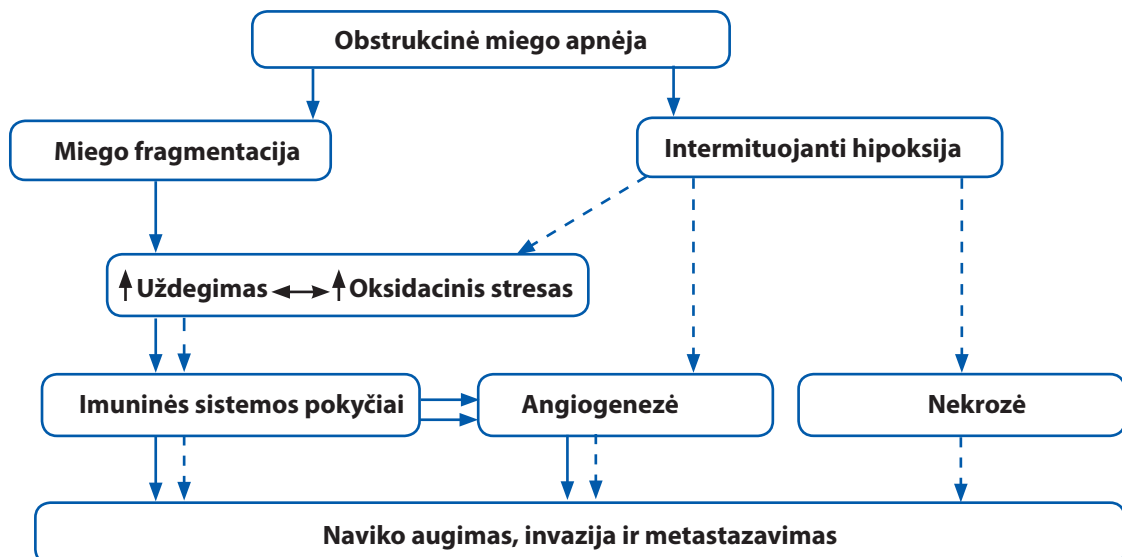 Obstrukcinė miego apnėja
Miego fragmentacija
Intermituojanti hipoksija
Uždegimas
Oksidacinis stresas
Imuninės sistemos pokyčiai
Angiogenezė
Nekrozė
Naviko augimas, invazija ir metastazavimas